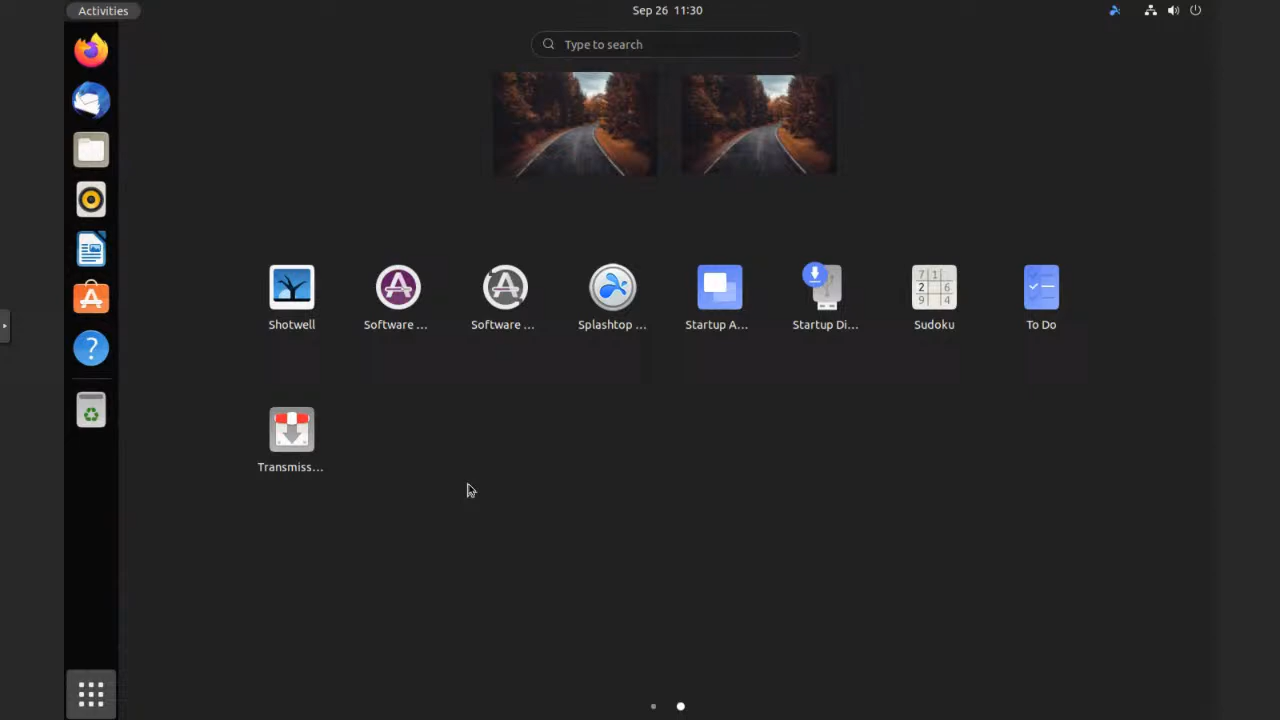 Activities
Sep 26 11:30
Type to search
Shotwell
Software ...
Software ...
Splashtop ...
Startup A...
Startup Di...
Sudoku
To Do
Transmiss...